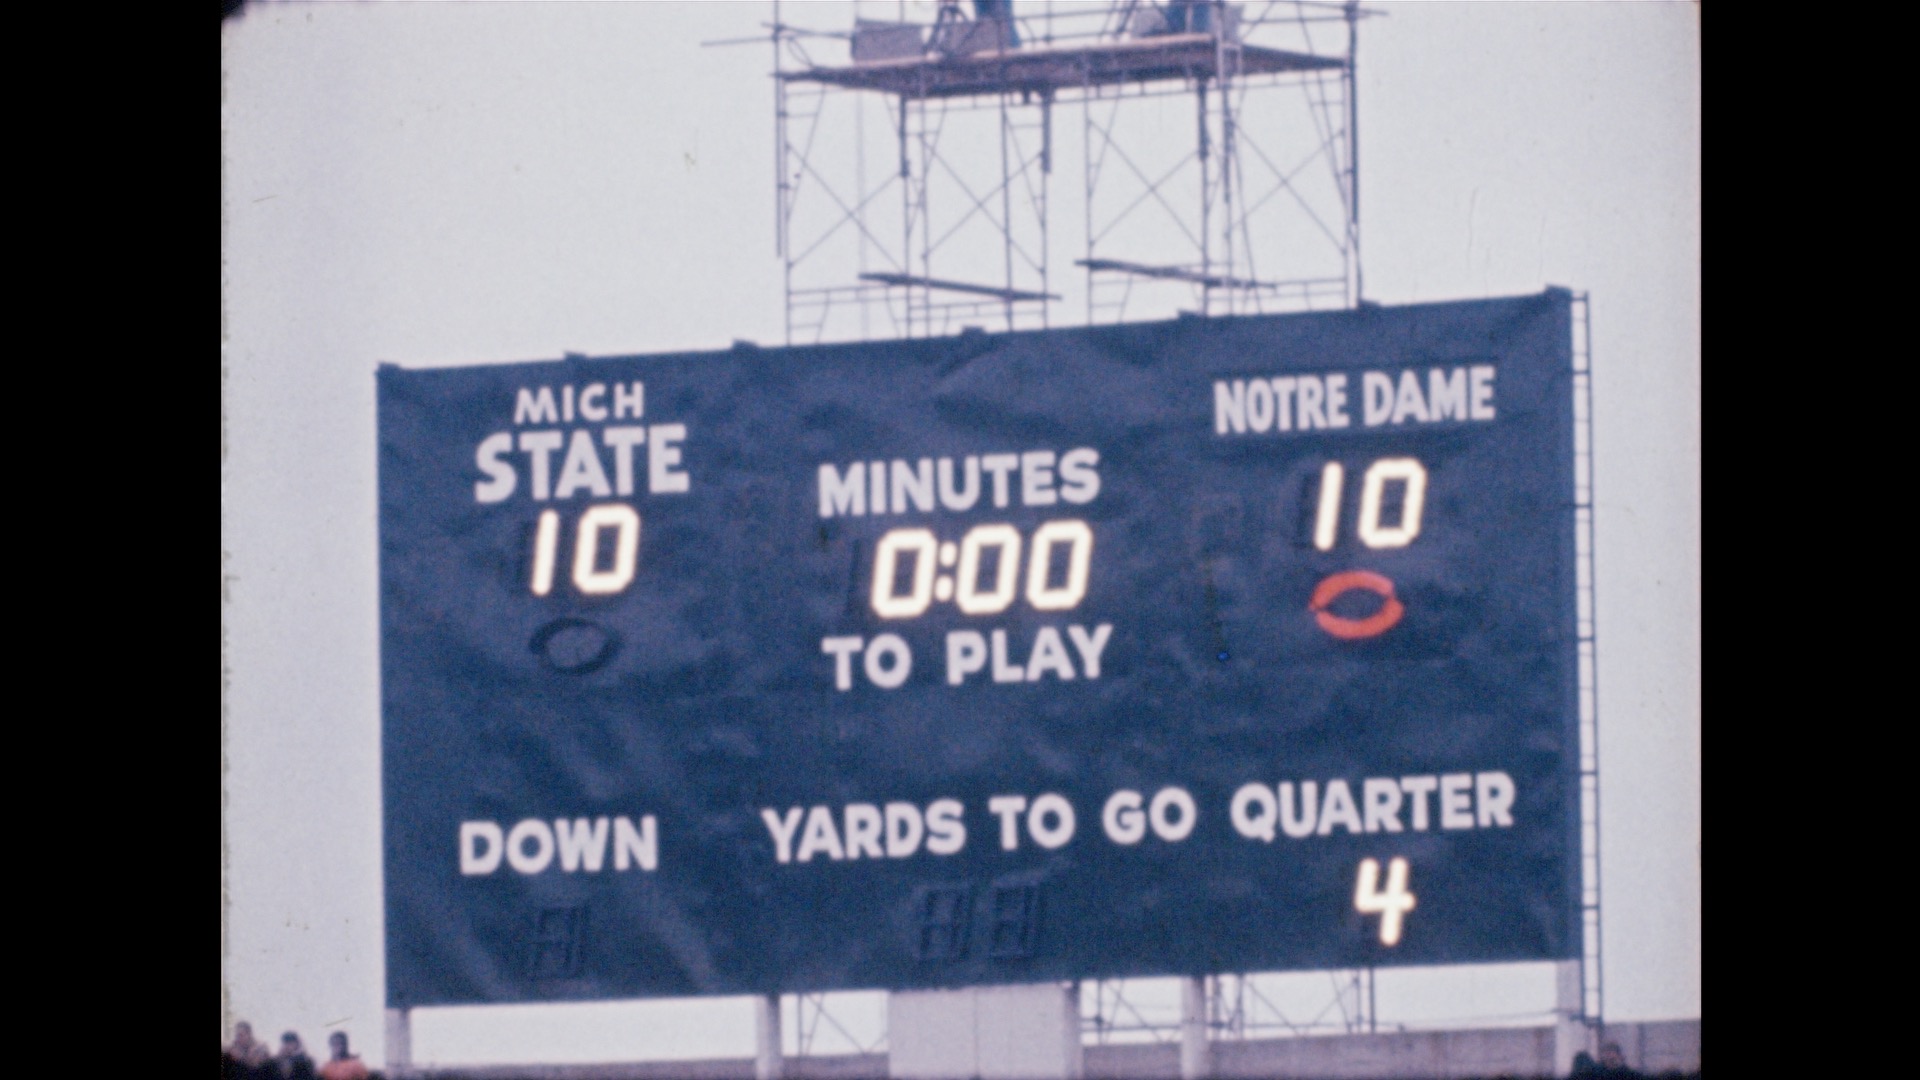 MICH
STATE
10
MINUTES
0:00
TO PLAY
NOTRE DAME
10
DOWN
YARDS TO GO
QUARTER
4